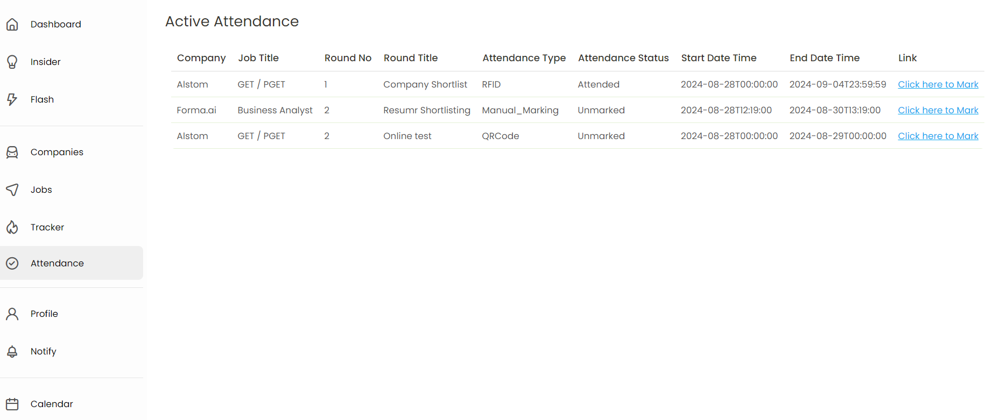 Dashboard
Insider
Flash
Companies
Jobs
Tracker
Attendance
Profile
Notify
Calendar
Active Attendance
Company Job Title Round No Round Title Attendance Type Attendance Status Start Date Time End Date Time Link
Alstom GET / PGET 1 Company Shortlist RFID Attended 2024-08-28T00:00:00 2024-09-04T23:59:59 Click here to Mark
Forma.ai Business Analyst 2 Resumr Shortlisting Manual_Marking Unmarked 2024-08-28T12:19:00 2024-08-30T13:19:00 Click here to Mark
Alstom GET / PGET 2 Online test QRCode Unmarked 2024-08-28T00:00:00 2024-08-29T00:00:00 Click here to Mark